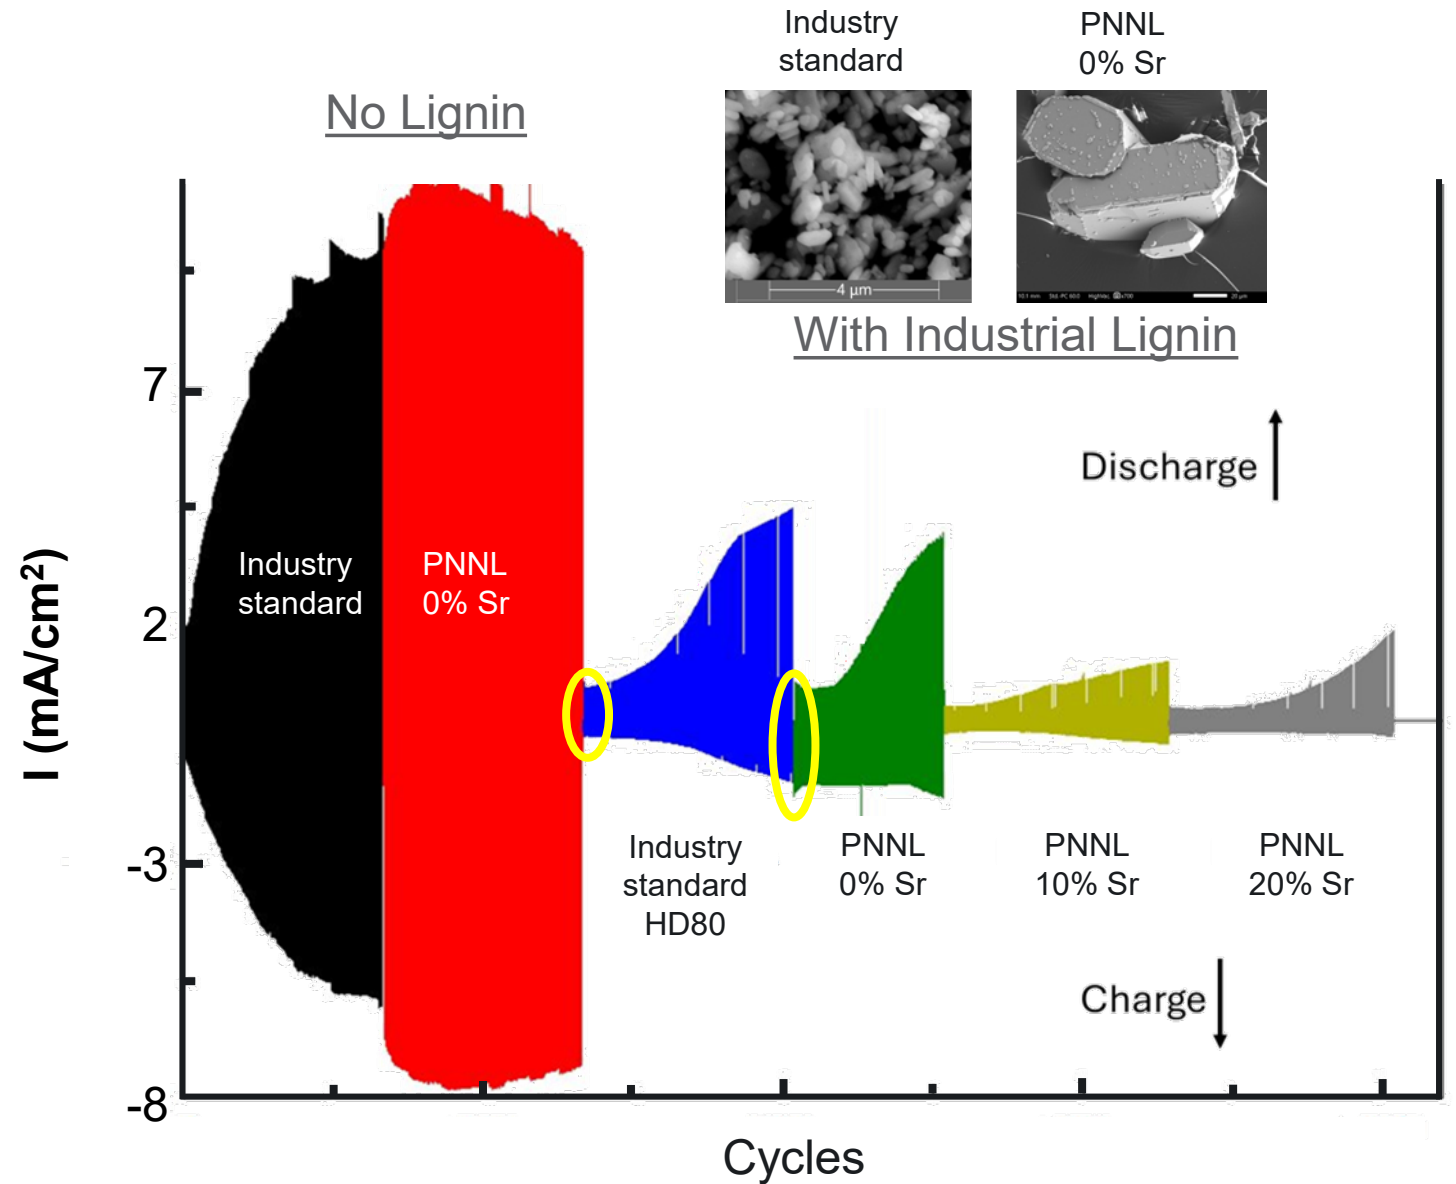 Industry
standard
PNNL
0% Sr
No Lignin
4 µm
20 µm
With Industrial Lignin
7
2
-3
-8
I (mA/cm²)
Discharge
Industry
standard
PNNL
0% Sr
Industry
standard
HD80
PNNL
0% Sr
PNNL
10% Sr
PNNL
20% Sr
Charge
Cycles